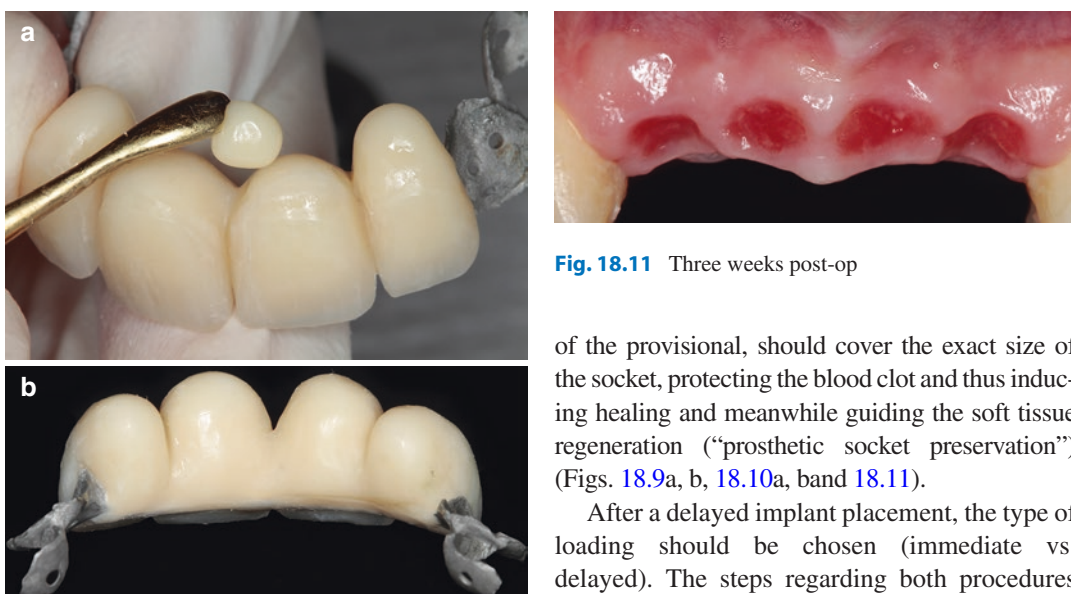 a
b
Fig. 18.11 Three weeks post-op
of the provisional, should cover the exact size of
the socket, protecting the blood clot and thus induc-
ing healing and meanwhile guiding the soft tissue
regeneration (“prosthetic socket preservation”)
(Figs. 18.9a, b, 18.10a, band 18.11).
After a delayed implant placement, the type of
loading should be chosen (immediate vs
delayed). The steps regarding both procedures